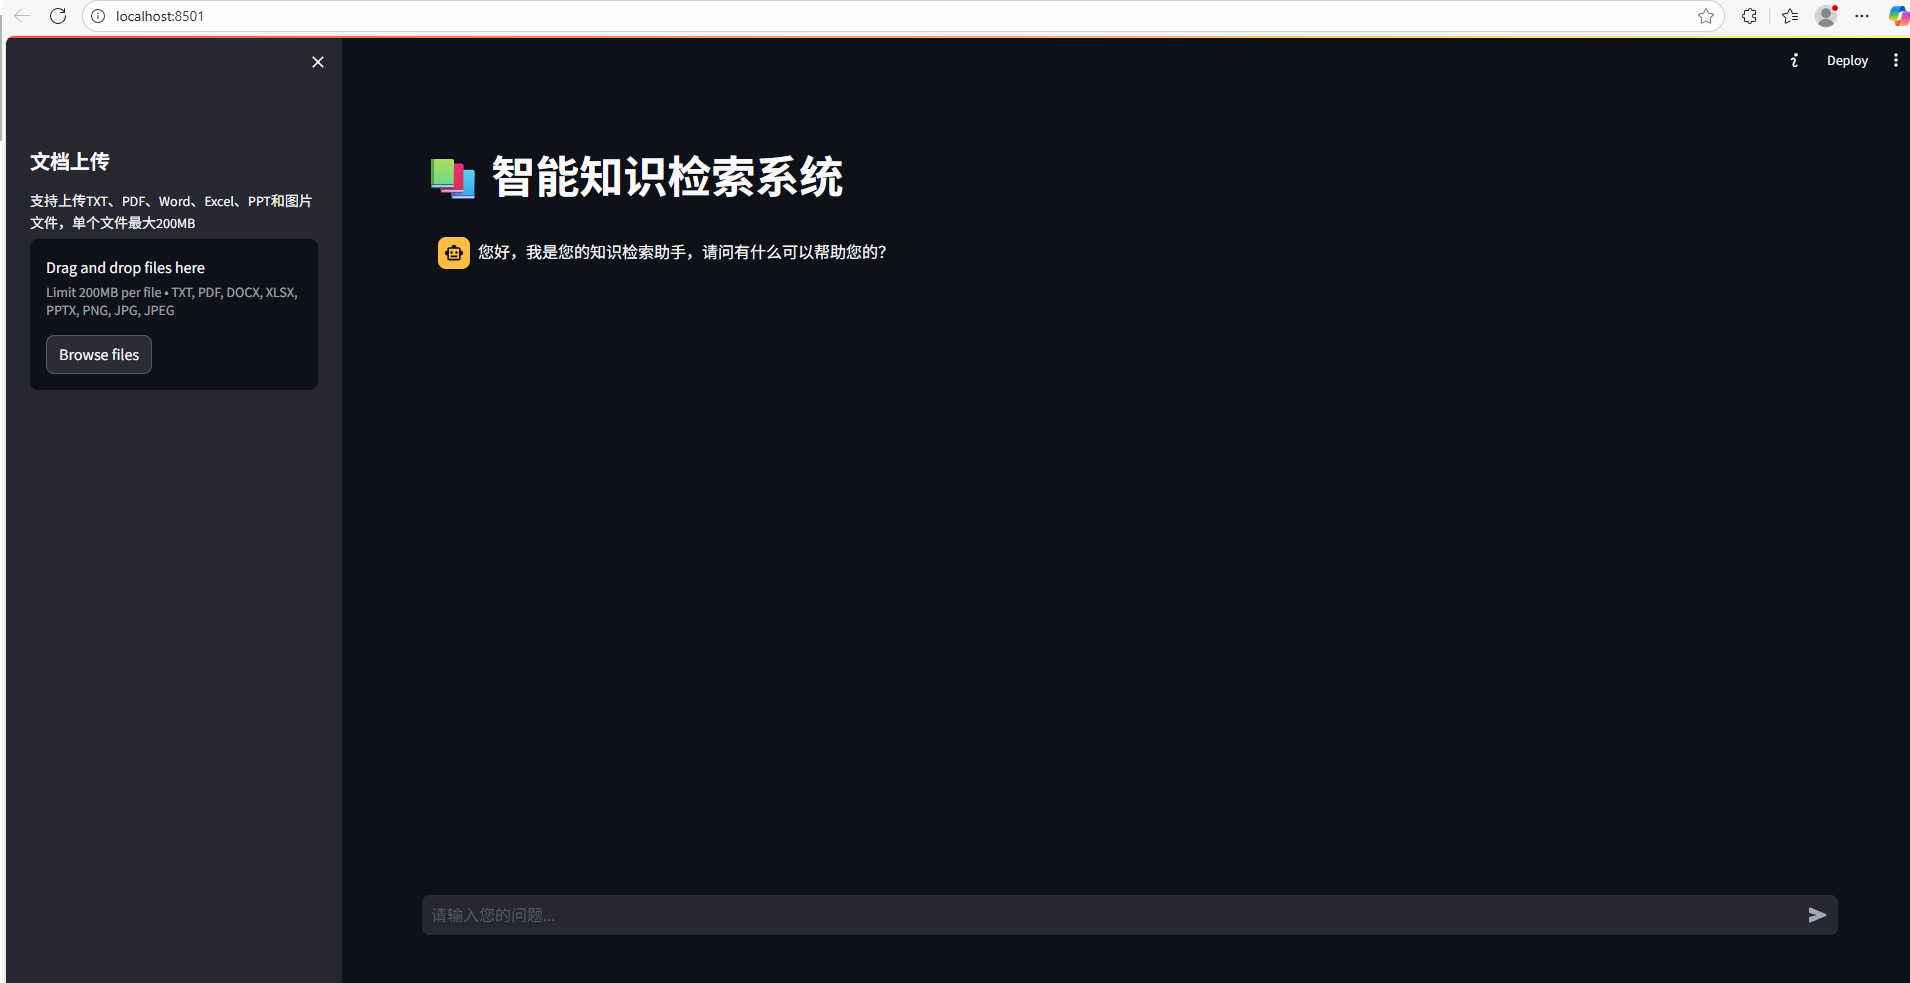 localhost:8501
Deploy
文档上传
支持上传TXT、PDF、Word、Excel、PPT和图片
文件，单个文件最大200MB
Drag and drop files here
Limit 200MB per file • TXT, PDF, DOCX, XLSX,
PPTX, PNG, JPG, JPEG
Browse files
智能知识检索系统
您好，我是您的知识检索助手，请问有什么可以帮助您的？
请输入您的问题...